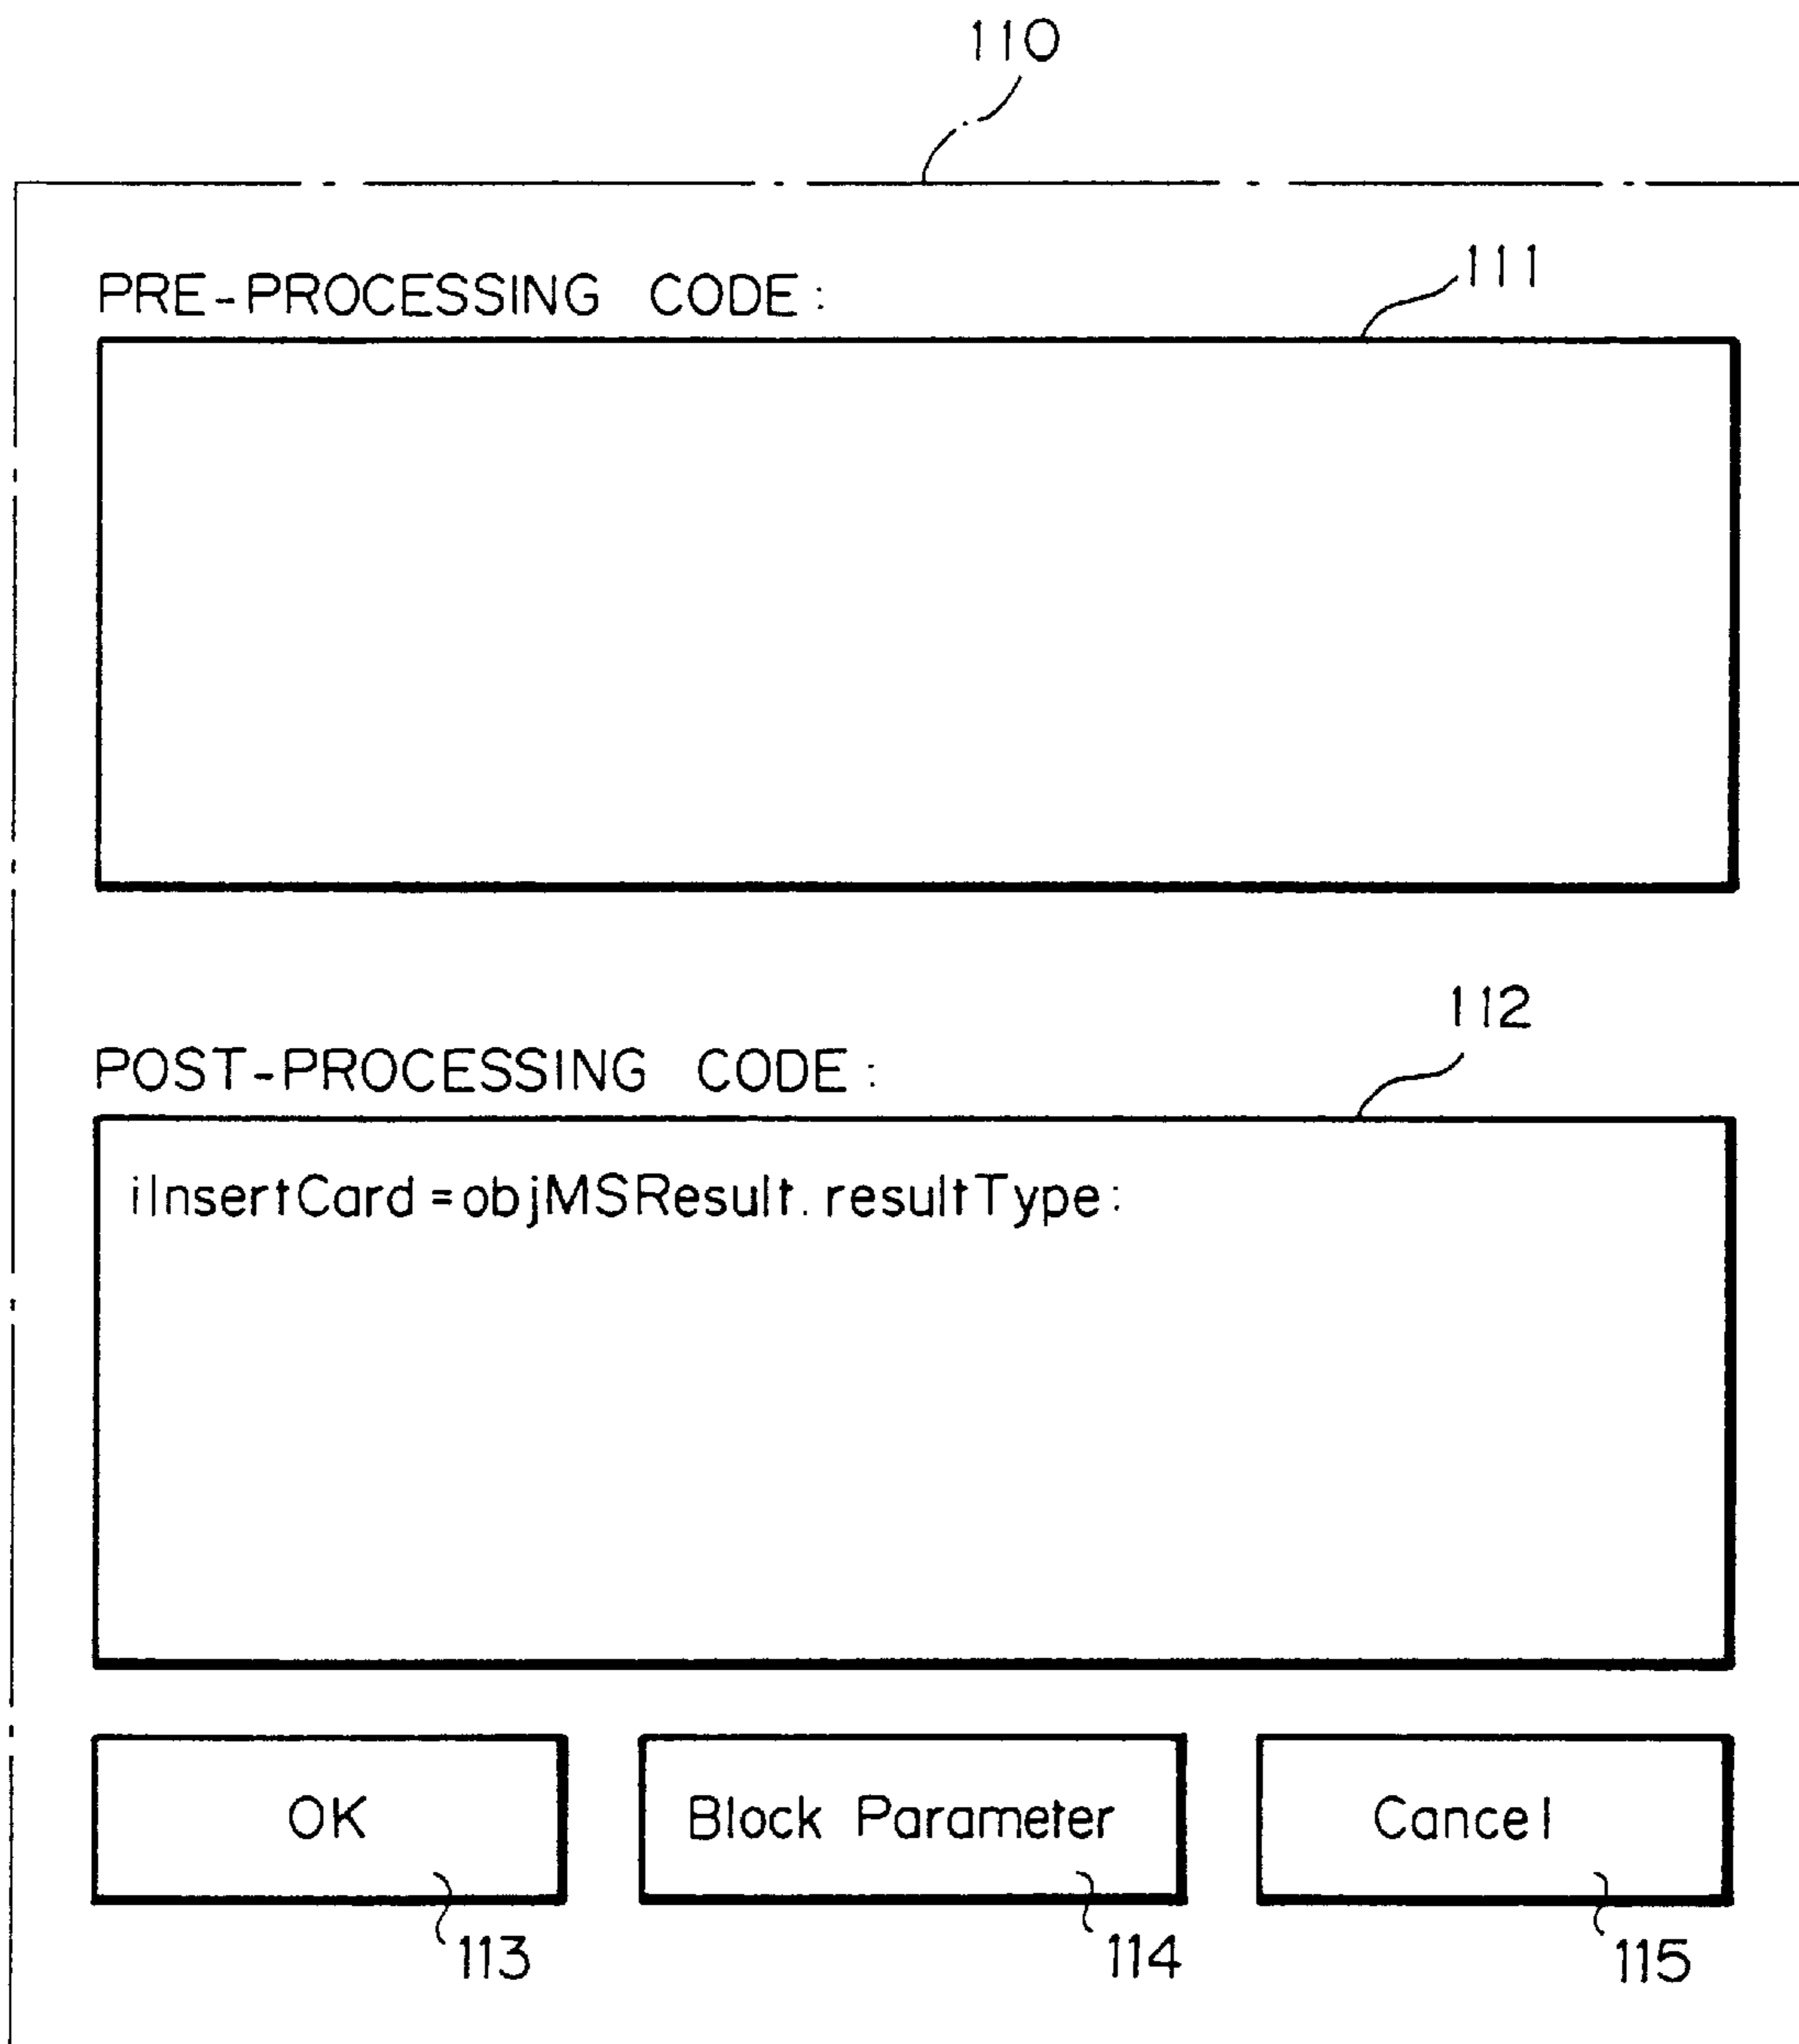 110
PRE-PROCESSING CODE:
111
112
POST-PROCESSING CODE:
iInsertCard=objMSResult.resultType:
OK
Block Parameter
Cancel
113
114
115